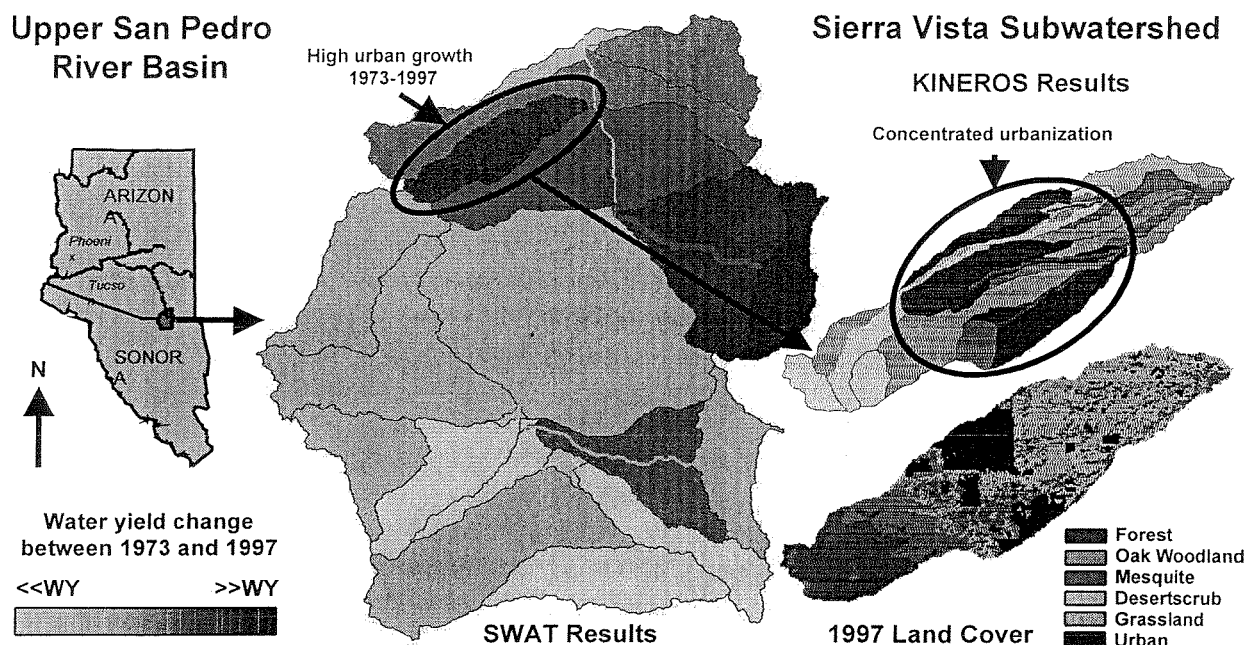 Upper San Pedro
River Basin
High urban growth
1973-1997
Sierra Vista Subwatershed
KINEROS Results
Concentrated urbanization
ARIZON
A
Phoeni
x
Tucso
SONOR
A
N
Water yield change
between 1973 and 1997
<<WY >>WY
SWAT Results
1997 Land Cover
Forest
Oak Woodland
Mesquite
Desertscrub
Grassland
Urban